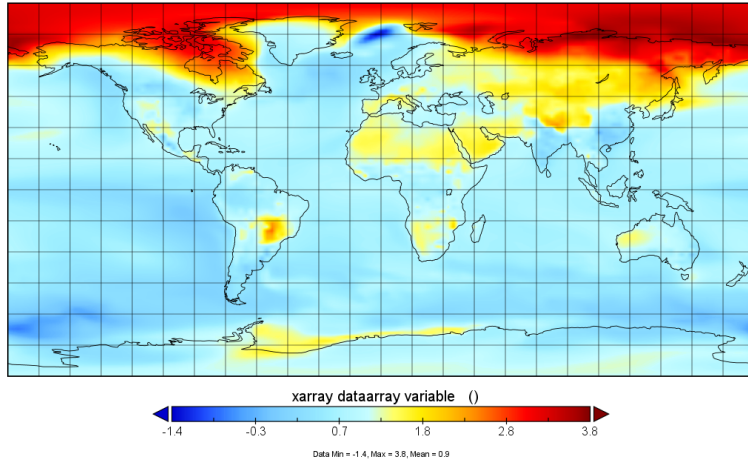 xarray dataarray variable ()
-1.4 -0.3 0.7 1.8 2.8 3.8
Data Min = -1.4, Max = 3.8, Mean = 0.9